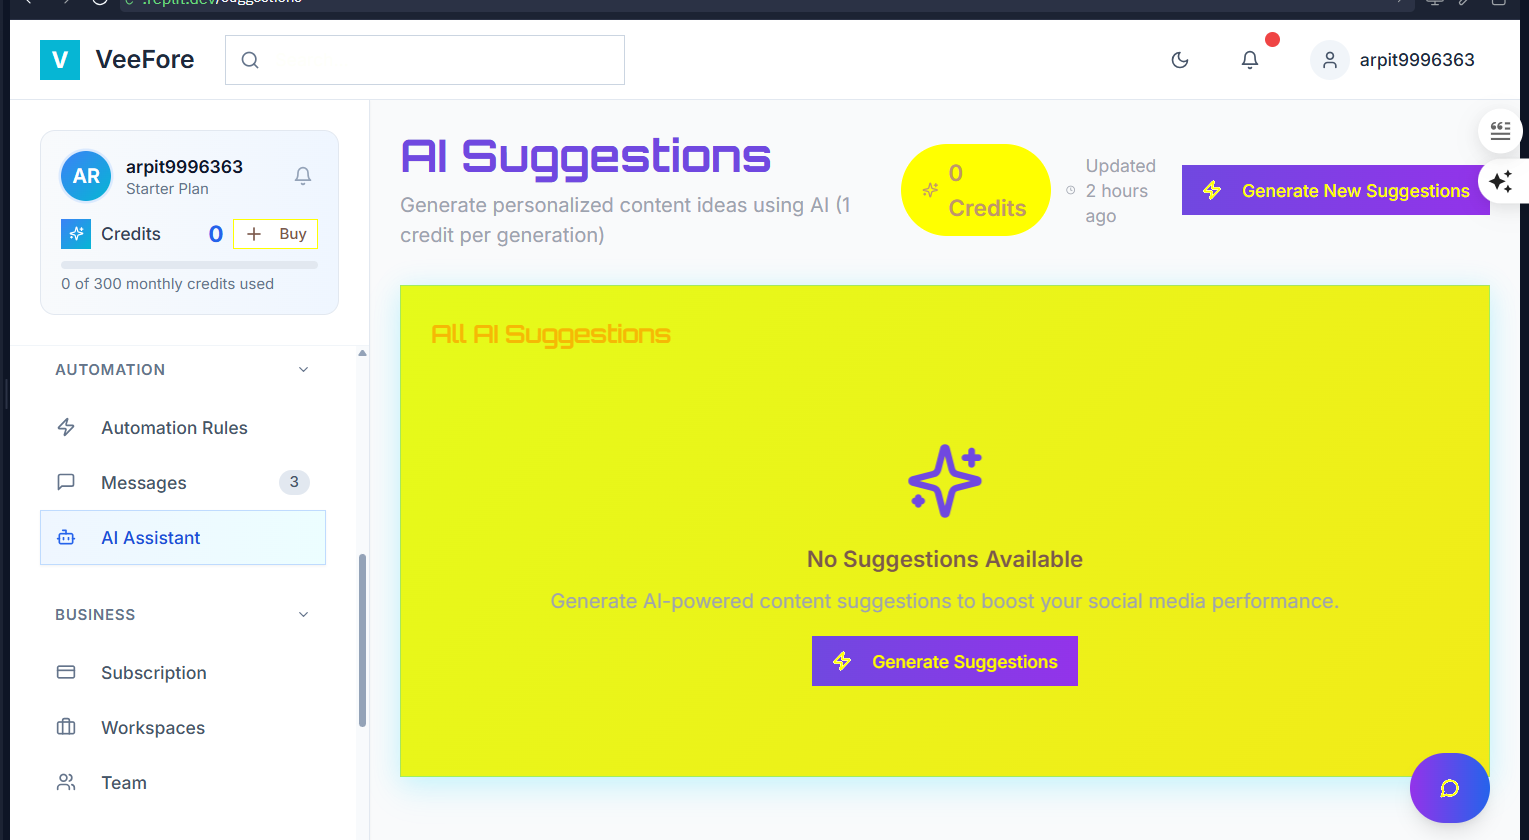 .replit.dev/suggestions
V VeeFore
arpit9996363
AR
arpit9996363
Starter Plan
Credits 0 Buy
0 of 300 monthly credits used
AUTOMATION
Automation Rules
Messages 3
AI Assistant
BUSINESS
Subscription
Workspaces
Team
AI Suggestions
Generate personalized content ideas using AI (1
credit per generation)
0
Credits
Updated
2 hours
ago
Generate New Suggestions
All AI Suggestions
No Suggestions Available
Generate AI-powered content suggestions to boost your social media performance.
Generate Suggestions